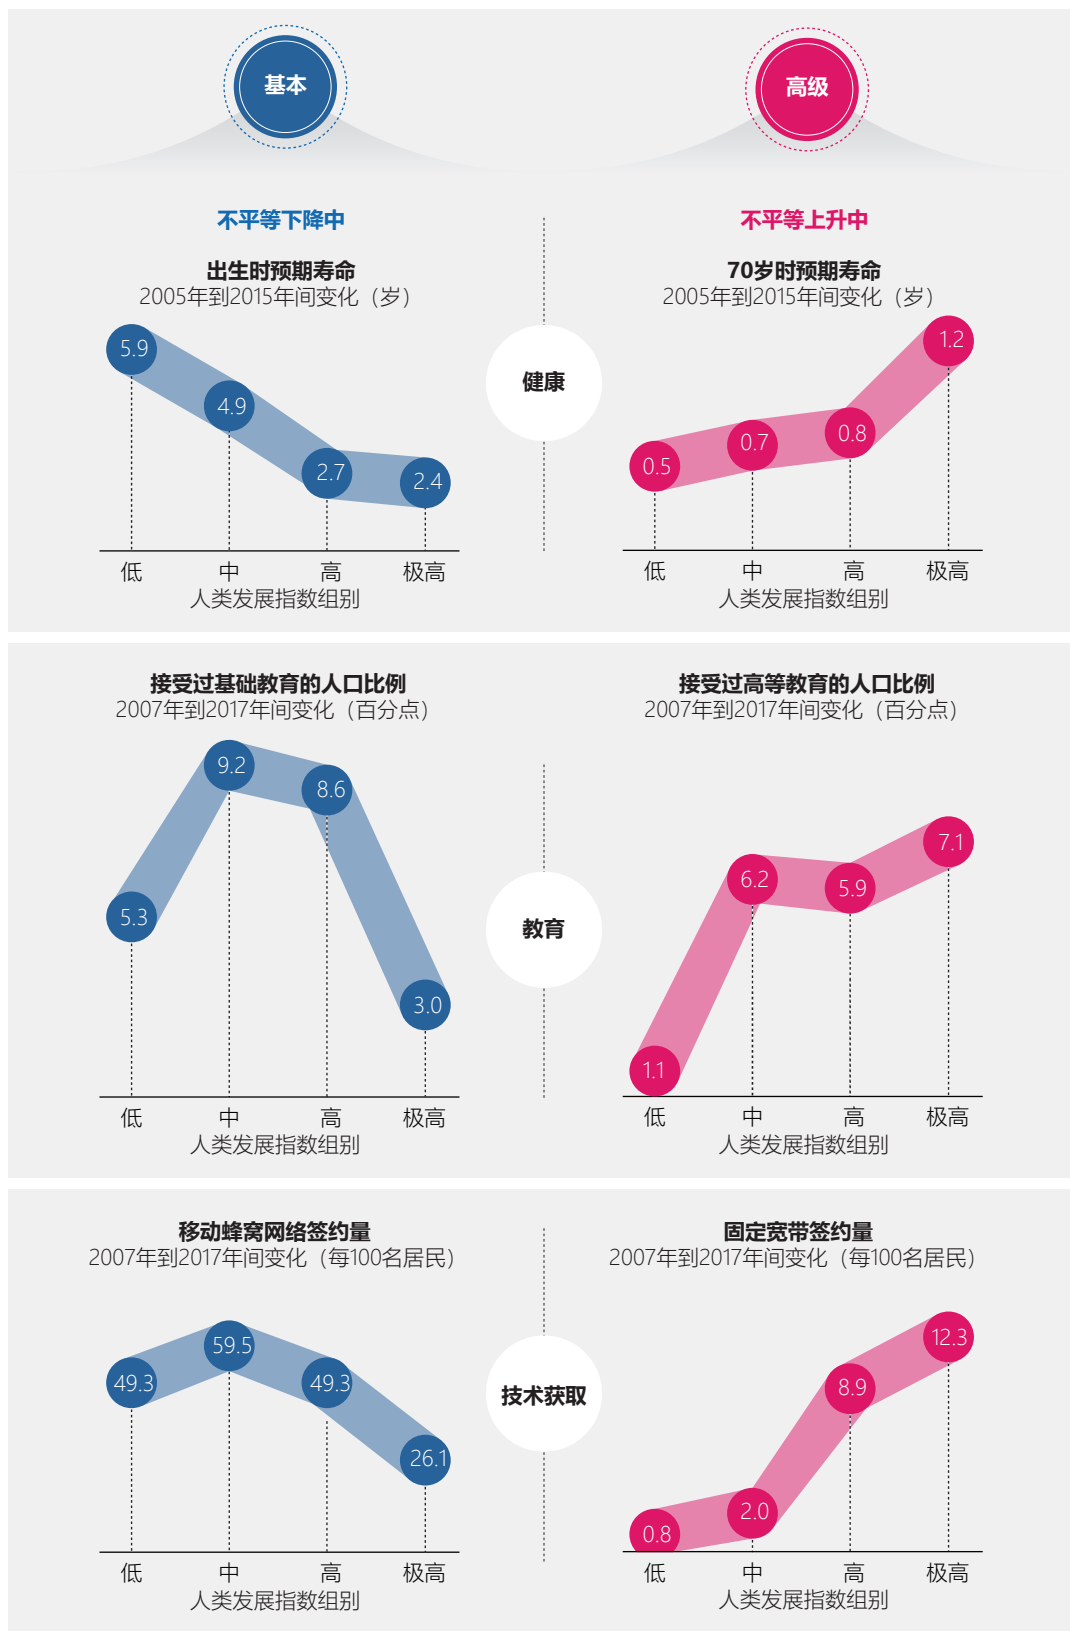 基本
高级
不平等下降中
不平等上升中
出生时预期寿命
2005年到2015年间变化（岁）
70岁时预期寿命
2005年到2015年间变化（岁）
健康
5.9
4.9
2.7
2.4
低
中
高
极高
人类发展指数组别
0.5
0.7
0.8
1.2
低
中
高
极高
人类发展指数组别
接受过基础教育的人口比例
2007年到2017年间变化（百分点）
接受过高等教育的人口比例
2007年到2017年间变化（百分点）
教育
5.3
9.2
8.6
3.0
低
中
高
极高
人类发展指数组别
1.1
6.2
5.9
7.1
低
中
高
极高
人类发展指数组别
移动蜂窝网络签约量
2007年到2017年间变化（每100名居民）
固定宽带签约量
2007年到2017年间变化（每100名居民）
技术获取
49.3
59.5
49.3
26.1
低
中
高
极高
人类发展指数组别
0.8
2.0
8.9
12.3
低
中
高
极高
人类发展指数组别